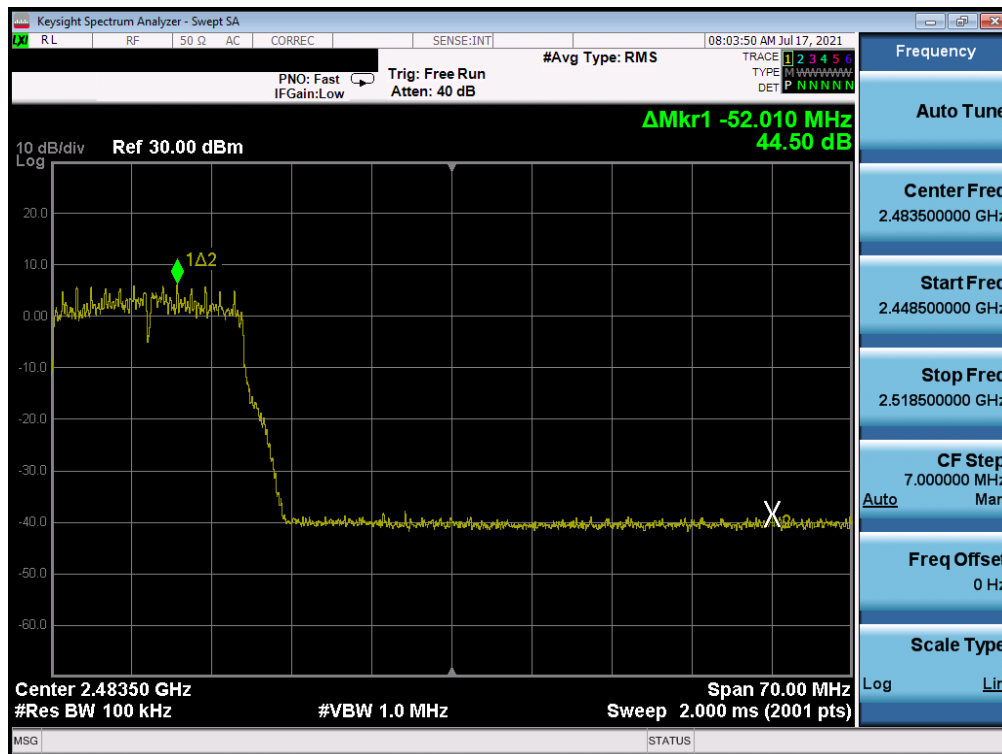 Keysight Spectrum Analyzer - Swept SA
LXI RL RF 50 Ω AC CORREC SENSE:INT 08:03:50 AM Jul 17, 2021
#Avg Type: RMS TRACE 1 2 3 4 5 6
PNO: Fast Trig: Free Run TYPE M W W W W W
IFGain:Low Atten: 40 dB DET P N N N N N
ΔMkr1 -52.010 MHz
44.50 dB
10 dB/div Ref 30.00 dBm
Log
20.0
10.0
0.00
-10.0
-20.0
-30.0
-40.0
-50.0
-60.0
1Δ2
X2
Center 2.48350 GHz Span 70.00 MHz
#Res BW 100 kHz #VBW 1.0 MHz Sweep 2.000 ms (2001 pts)
MSG STATUS
Frequency
Auto Tune
Center Freq
2.483500000 GHz
Start Freq
2.448500000 GHz
Stop Freq
2.518500000 GHz
CF Step
7.000000 MHz
Auto Man
Freq Offset
0 Hz
Scale Type
Log Lin